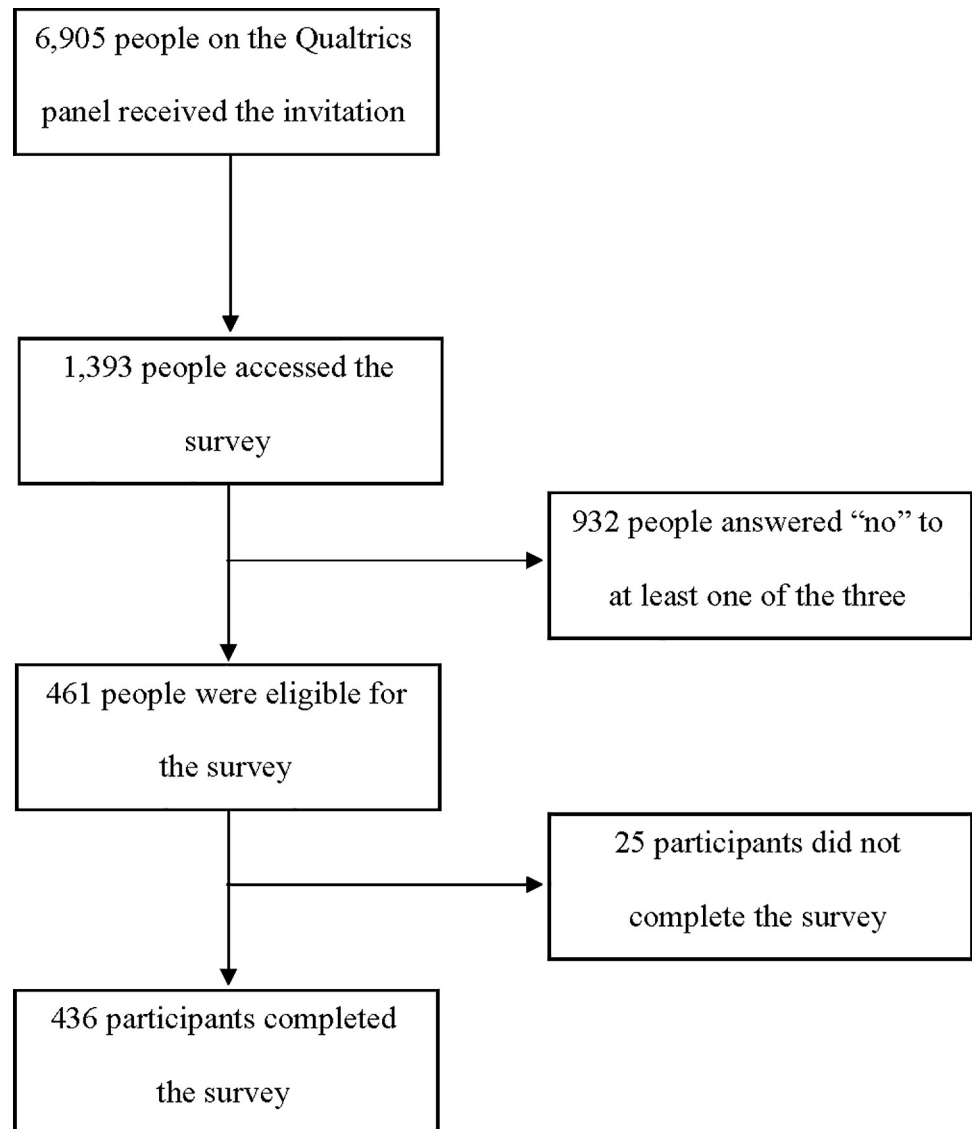 6,905 people on the Qualtrics
panel received the invitation
1,393 people accessed the
survey
932 people answered “no” to
at least one of the three
461 people were eligible for
the survey
25 participants did not
complete the survey
436 participants completed
the survey